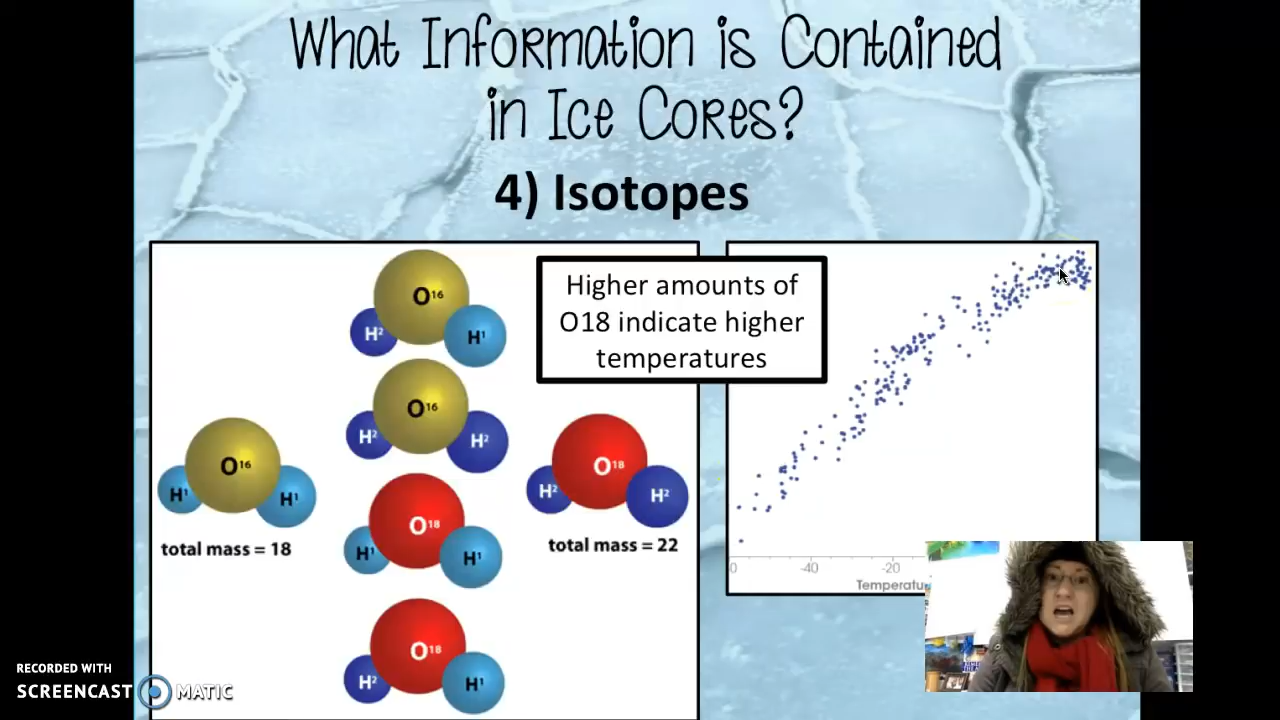 What Information is Contained
in Ice Cores?
4) Isotopes
Higher amounts of
O18 indicate higher
temperatures
O16
H2
H1
O16
H2
H2
O16
H1
H1
total mass = 18
O18
H2
H2
total mass = 22
O18
H1
H1
O18
H2
H1
-40
-20
RECORDED WITH
SCREENCAST MATIC